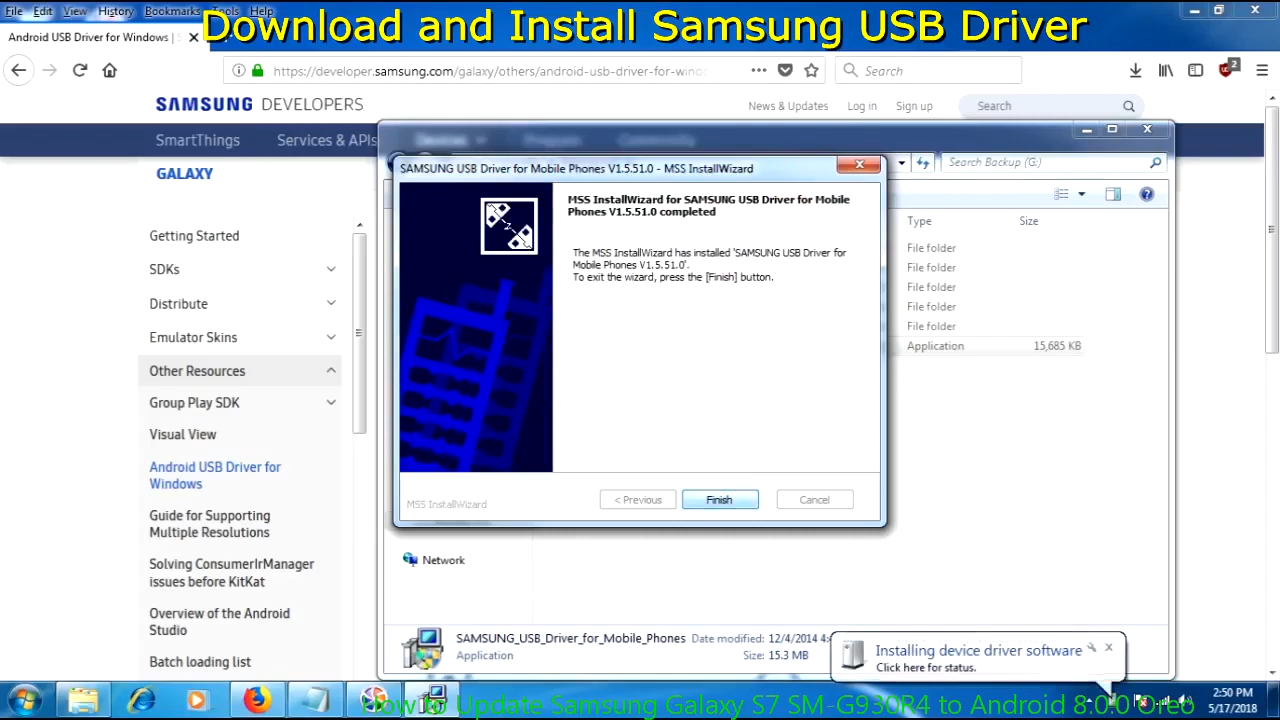 File Edit View History Bookmarks Tools Help
Download and Install Samsung USB Driver
Android USB Driver for Windows |
https://developer.samsung.com/galaxy/others/android-usb-driver-for-windo
Search
2
SAMSUNG DEVELOPERS
News & Updates Log in Sign up Search
SmartThings Services & APIs
GALAXY
Getting Started
SDKs
Distribute
Emulator Skins
Other Resources
Group Play SDK
Visual View
Android USB Driver for
Windows
Guide for Supporting
Multiple Resolutions
Solving ConsumerIrManager
issues before KitKat
Overview of the Android
Studio
Batch loading list
Search Backup (G:)
Type Size
File folder
File folder
File folder
File folder
File folder
Application 15,685 KB
SAMSUNG USB Driver for Mobile Phones V1.5.51.0 - MSS InstallWizard
MSS InstallWizard for SAMSUNG USB Driver for Mobile
Phones V1.5.51.0 completed
The MSS InstallWizard has installed 'SAMSUNG USB Driver for
Mobile Phones V1.5.51.0'.
To exit the wizard, press the [Finish] button.
MSS InstallWizard
< Previous Finish Cancel
Network
SAMSUNG_USB_Driver_for_Mobile_Phones Date modified: 12/4/2014
Application Size: 15.3 MB
Installing device driver software
Click here for status.
How to Update Samsung Galaxy S7 SM-G930R4 to Android 8.0.0 Oreo
2:50 PM
5/17/2018